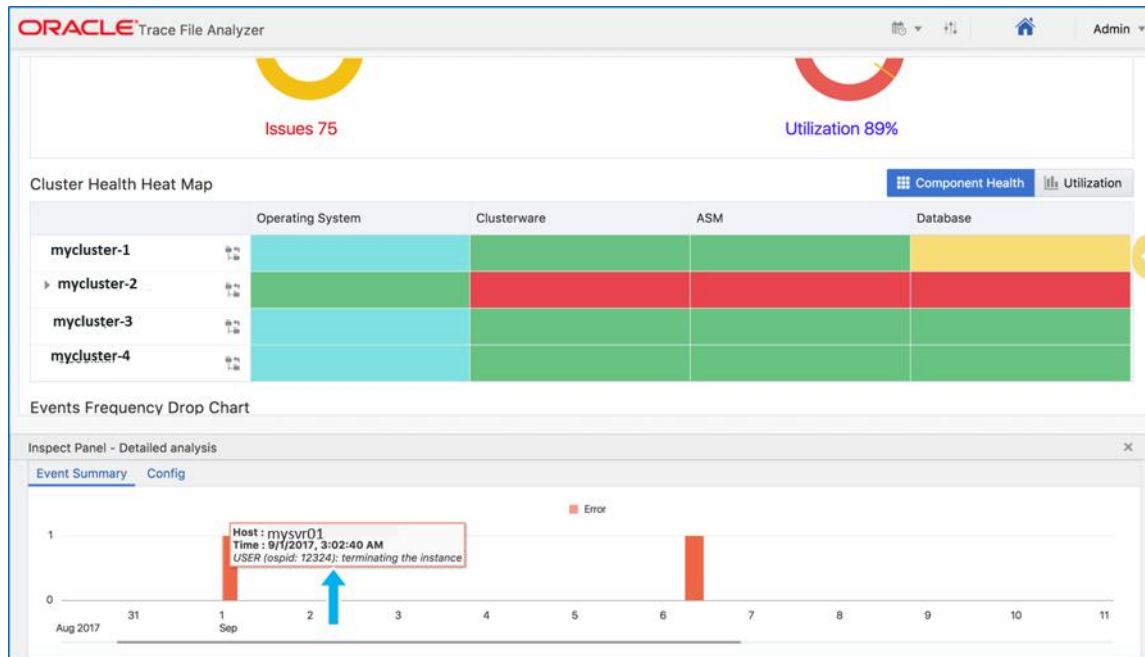 ORACLE Trace File Analyzer
Admin
Issues 75
Utilization 89%
Cluster Health Heat Map
Component Health
Utilization
Operating System Clusterware ASM Database
mycluster-1
mycluster-2
mycluster-3
mycluster-4
Events Frequency Drop Chart
Inspect Panel - Detailed analysis
Event Summary Config
Error
Host : mysvr01
Time : 9/1/2017, 3:02:40 AM
USER (ospid: 12324): terminating the instance
1
0
31 1 2 3 4 5 6 7 8 9 10 11
Aug 2017 Sep